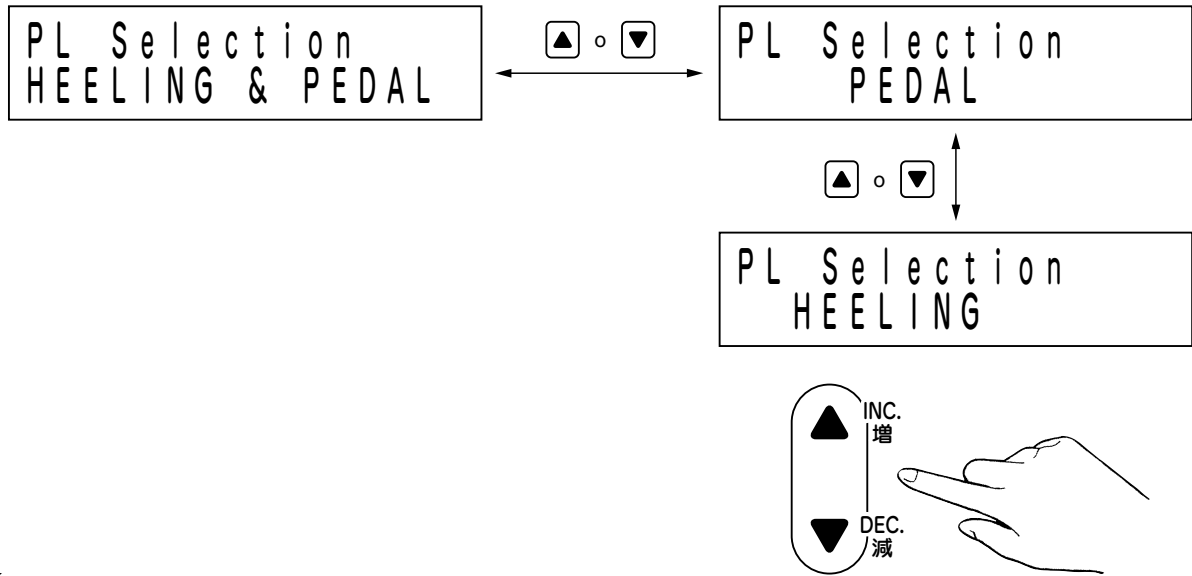 PL Selection
HEELING & PEDAL
▲ o ▼
PL Selection
PEDAL
▲ o ▼
PL Selection
HEELING
INC.
増
DEC.
減